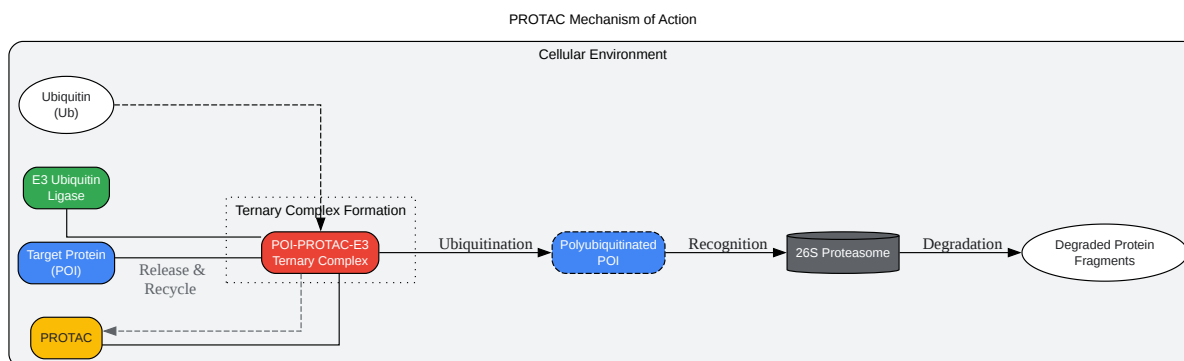 PROTAC Mechanism of Action
Cellular Environment
Ubiquitin
(Ub)
E3 Ubiquitin
Ligase
Ternary Complex Formation
POI-PROTAC-E3
Ternary Complex
Ubiquitination
Polyubiquitinated
POI
Recognition
26S Proteasome
Degradation
Degraded Protein
Fragments
Target Protein
(POI)
Release &
Recycle
PROTAC